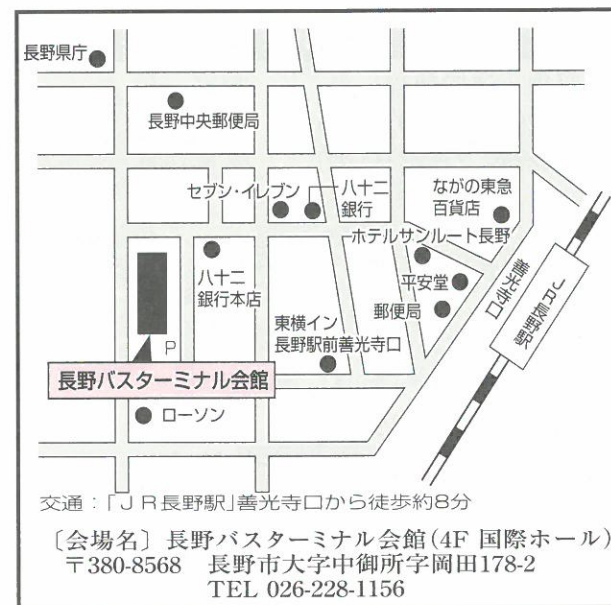 長野県庁
長野中央郵便局
セブン・イレブン
八十二
銀行
ながの東急
百貨店
ホテルサンルート長野
八十二
銀行本店
平安堂
郵便局
善光寺口
JR長野駅
東横イン
長野駅前善光寺口
P
長野バスターミナル会館
ローソン
交通：「JR長野駅」善光寺口から徒歩約8分
〔会場名〕長野バスターミナル会館(4F 国際ホール)
〒380-8568 長野市大字中御所字岡田178-2
TEL 026-228-1156